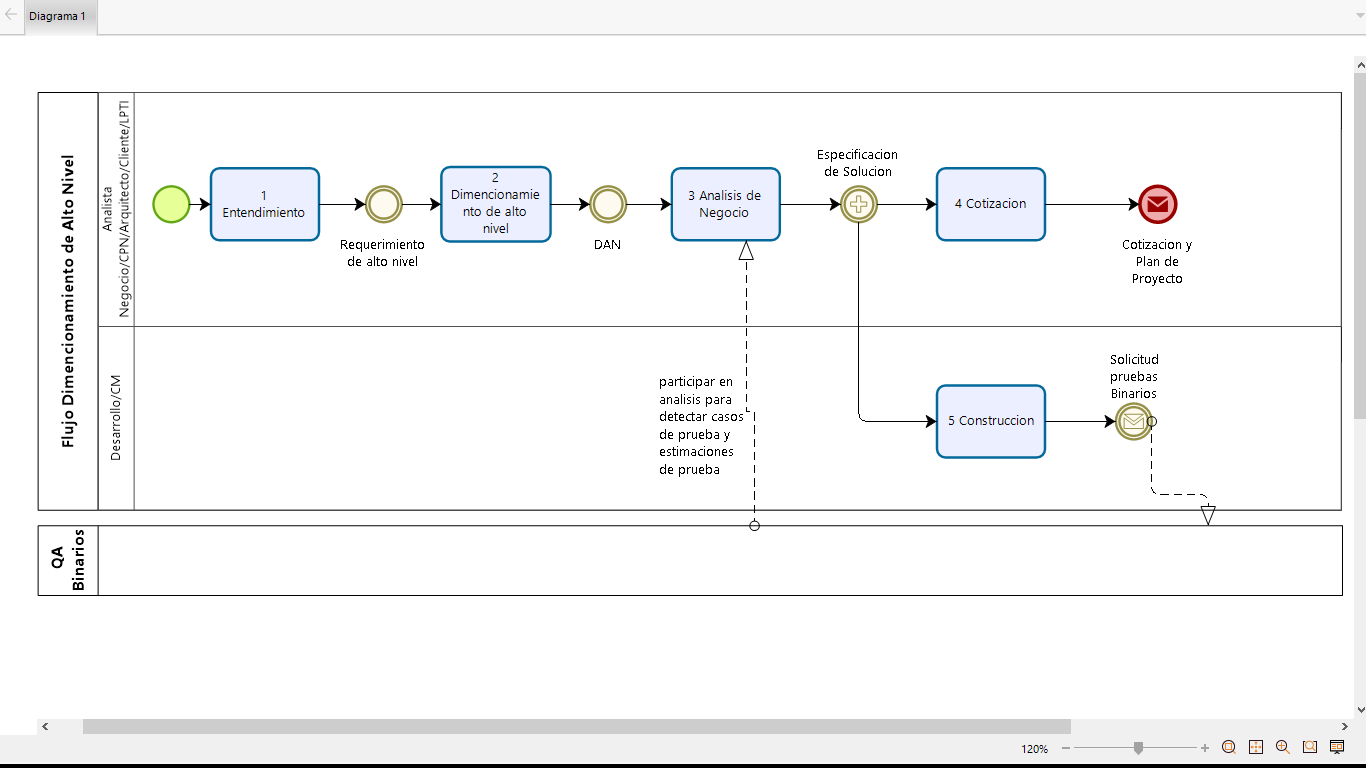 Diagrama 1
Flujo Dimencionamiento de Alto Nivel
Analista
Negocio/CPN/Arquitecto/Cliente/LPTI
1
Entendimiento
Requerimiento
de alto nivel
2
Dimencionamie
nto de alto
nivel
DAN
3 Analisis de
Negocio
Especificacion
de Solucion
4 Cotizacion
Cotizacion y
Plan de
Proyecto
Desarrollo/CM
participar en
analisis para
detectar casos
de prueba y
estimaciones
de prueba
5 Construccion
Solicitud
pruebas
Binarios
QA
Binarios
120%